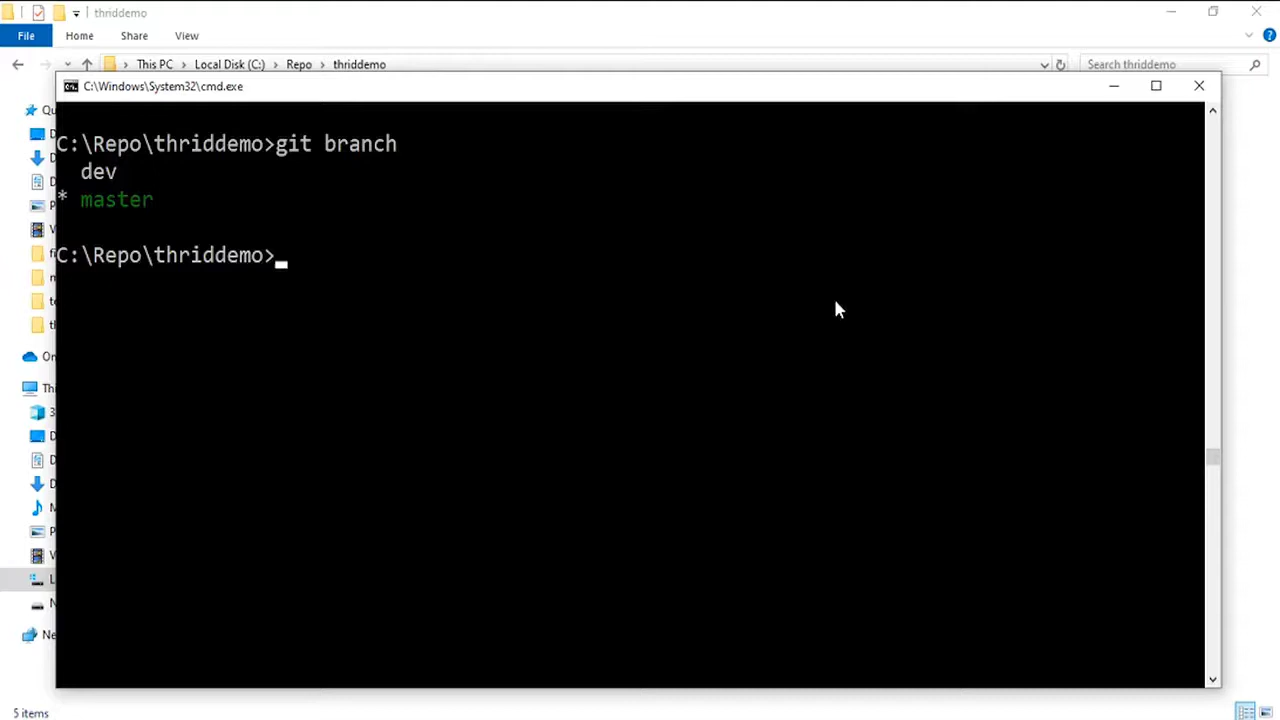 thriddemo
File
Home
Share
View
This PC
Local Disk (C:)
Repo
thriddemo
Search thriddemo
C:\Windows\System32\cmd.exe
C:\Repo\thriddemo>git branch
dev
* master
C:\Repo\thriddemo>
5 items